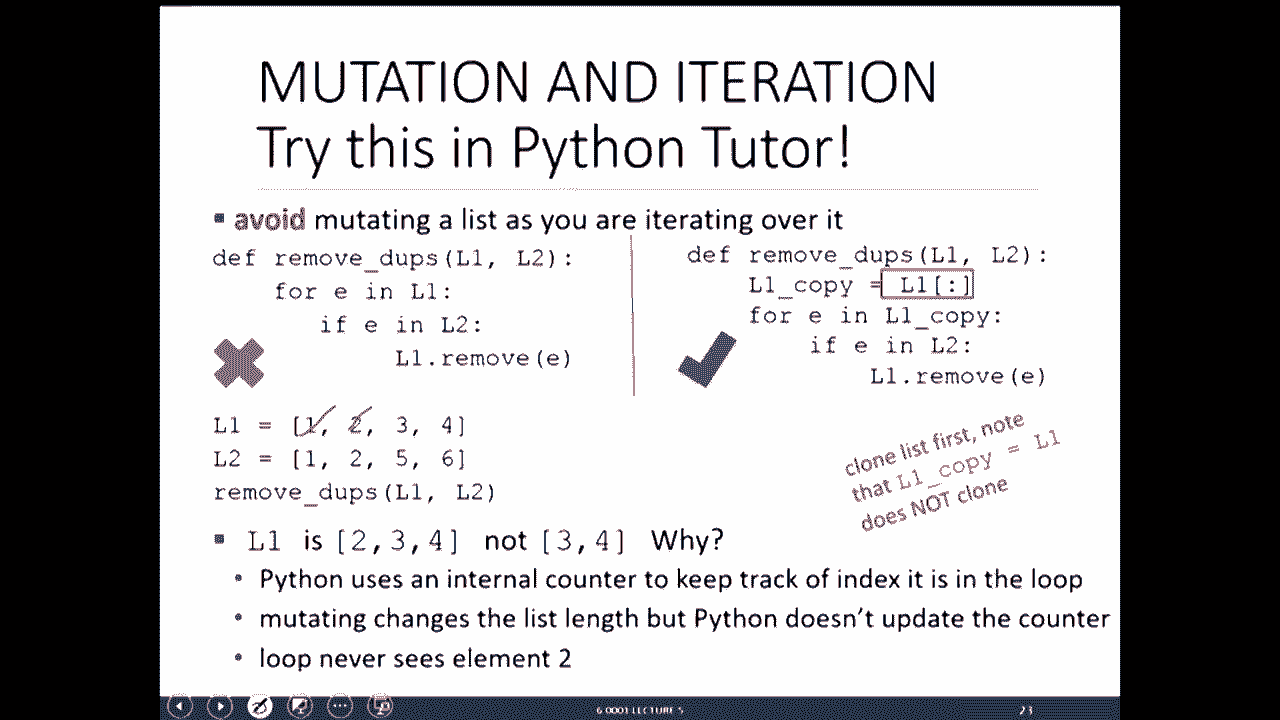 MUTATION AND ITERATION
Try this in Python Tutor!
▪ avoid mutating a list as you are iterating over it
def remove_dups(L1, L2):
    for e in L1:
        if e in L2:
            L1.remove(e)
def remove_dups(L1, L2):
    L1_copy = L1[:]
    for e in L1_copy:
        if e in L2:
            L1.remove(e)
L1 = [1, 2, 3, 4]
L2 = [1, 2, 5, 6]
remove_dups(L1, L2)
clone list first, note
that L1_copy = L1
does NOT clone
▪ L1 is [2,3,4] not [3,4] Why?
• Python uses an internal counter to keep track of index it is in the loop
• mutating changes the list length but Python doesn't update the counter
• loop never sees element 2
6.0001 LECTURE 5
23